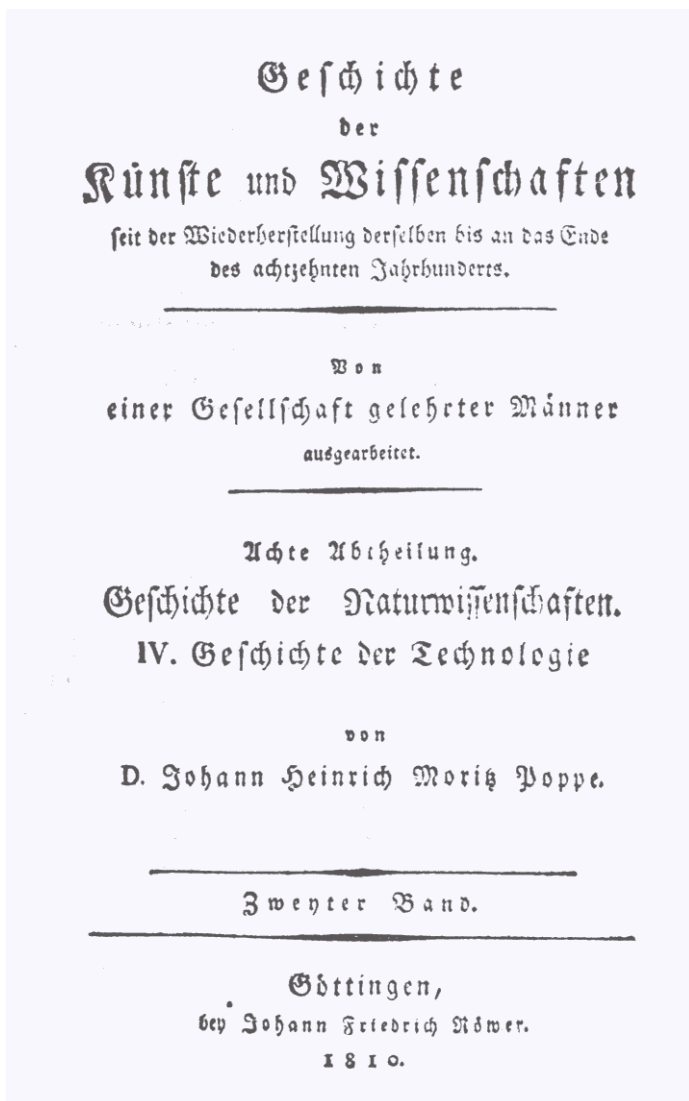 Geschichte
der
Künste und Wissenschaften
seit der Wiederherstellung derselben bis an das Ende
des achtzehnten Jahrhunderts.
Von
einer Gesellschaft gelehrter Männer
ausgearbeitet.
Achte Abtheilung.
Geschichte der Naturwissenschaften.
IV. Geschichte der Technologie
von
D. Johann Heinrich Moritz Poppe.
Zweyter Band.
Göttingen,
bey Johann Friedrich Röwer.
1810.